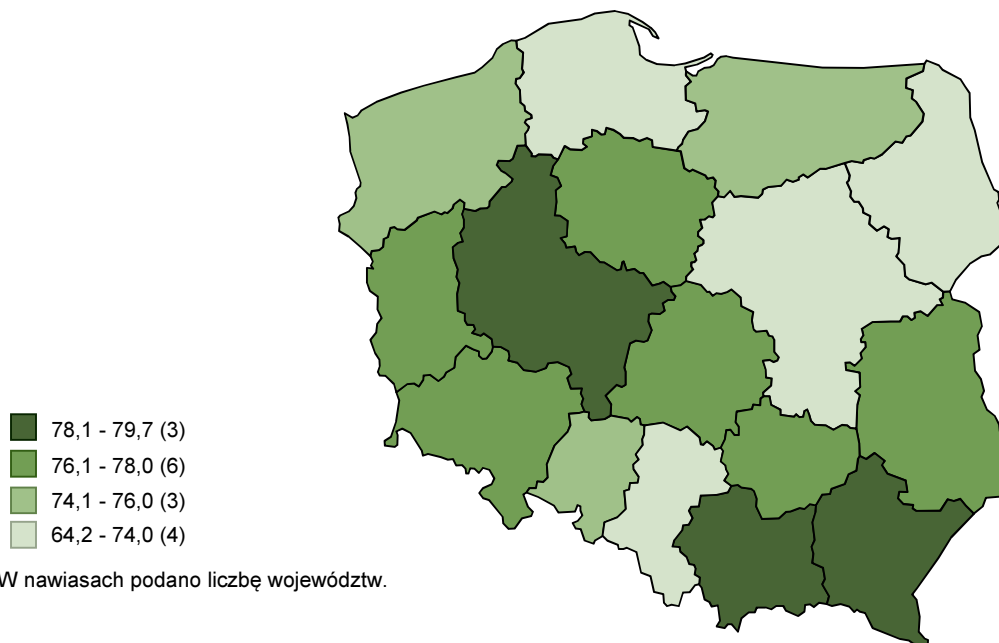 78,1 - 79,7 (3)
76,1 - 78,0 (6)
74,1 - 76,0 (3)
64,2 - 74,0 (4)
W nawiasach podano liczbę województw.